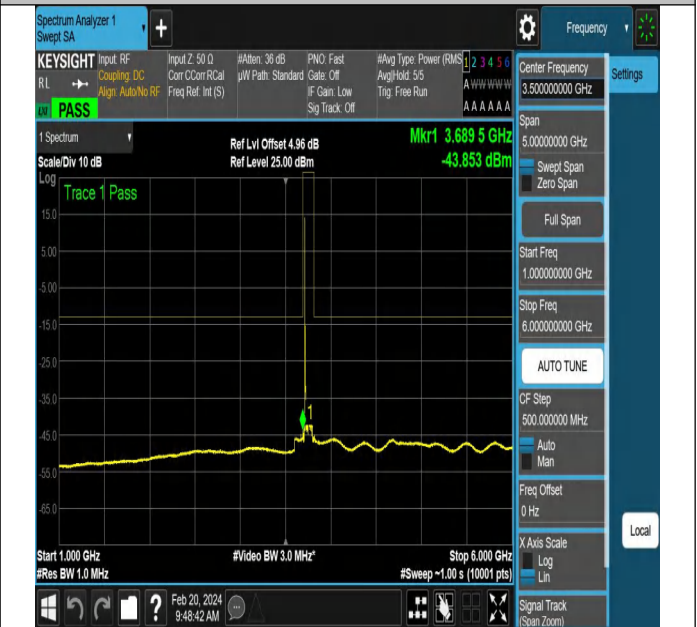 Spectrum Analyzer 1
Swept SA
Frequency
KEYSIGHT
RL
PASS
Input: RF
Coupling: DC
Align: Auto/No RF
Input Z: 50 Ω
Corr CCorr RCal
Freq Ref: Int (S)
#Atten: 36 dB
µW Path: Standard
PNO: Fast
Gate: Off
IF Gain: Low
Sig Track: Off
#Avg Type: Power (RMS
Avg|Hold: 5/5
Trig: Free Run
1 2 3 4 5 6
A W W W W W
A A A A A A
Center Frequency
3.500000000 GHz
Settings
1 Spectrum
Ref Lvl Offset 4.96 dB
Mkr1 3.689 5 GHz
Scale/Div 10 dB
Ref Level 25.00 dBm
-43.853 dBm
Log
Trace 1 Pass
15.0
5.00
-5.00
-15.0
-25.0
-35.0
-45.0
-55.0
-65.0
1
Start 1.000 GHz
#Video BW 3.0 MHz*
Stop 6.000 GHz
#Res BW 1.0 MHz
#Sweep ~1.00 s (10001 pts)
Span
5.00000000 GHz
Swept Span
Zero Span
Full Span
Start Freq
1.000000000 GHz
Stop Freq
6.000000000 GHz
AUTO TUNE
CF Step
500.000000 MHz
Auto
Man
Freq Offset
0 Hz
X Axis Scale
Log
Lin
Local
Signal Track
(Span Zoom)
?
Feb 20, 2024
9:48:42 AM